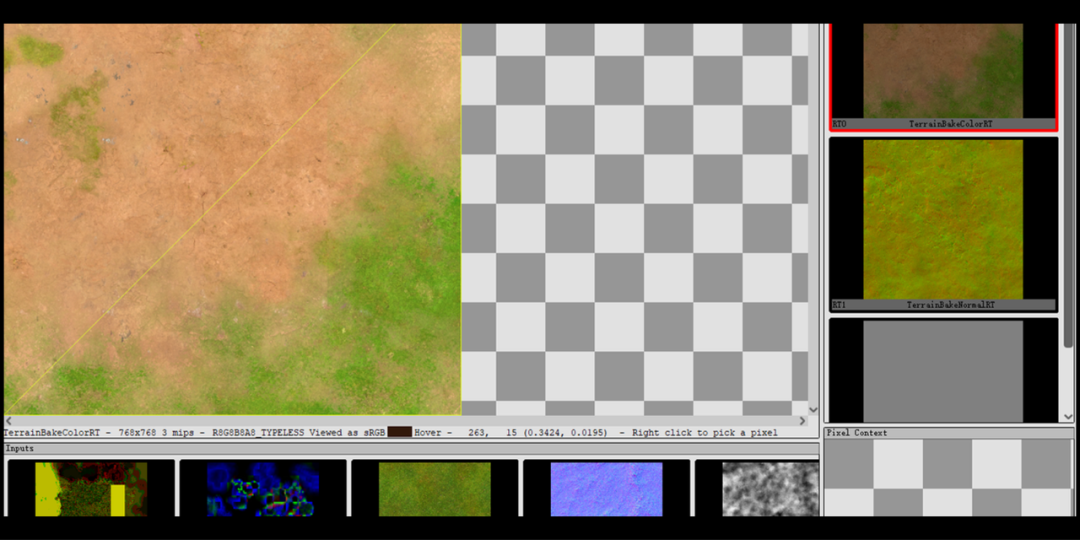 RT0 TerrainBakeColorRT
RT1 TerrainBakeNormalRT
TerrainBakeColorRT - 768x768 3 mips - R8G8B8A8_TYPELESS Viewed as sRGB Hover - 263, 15 (0.3424, 0.0195) - Right click to pick a pixel
Pixel Context
Inputs